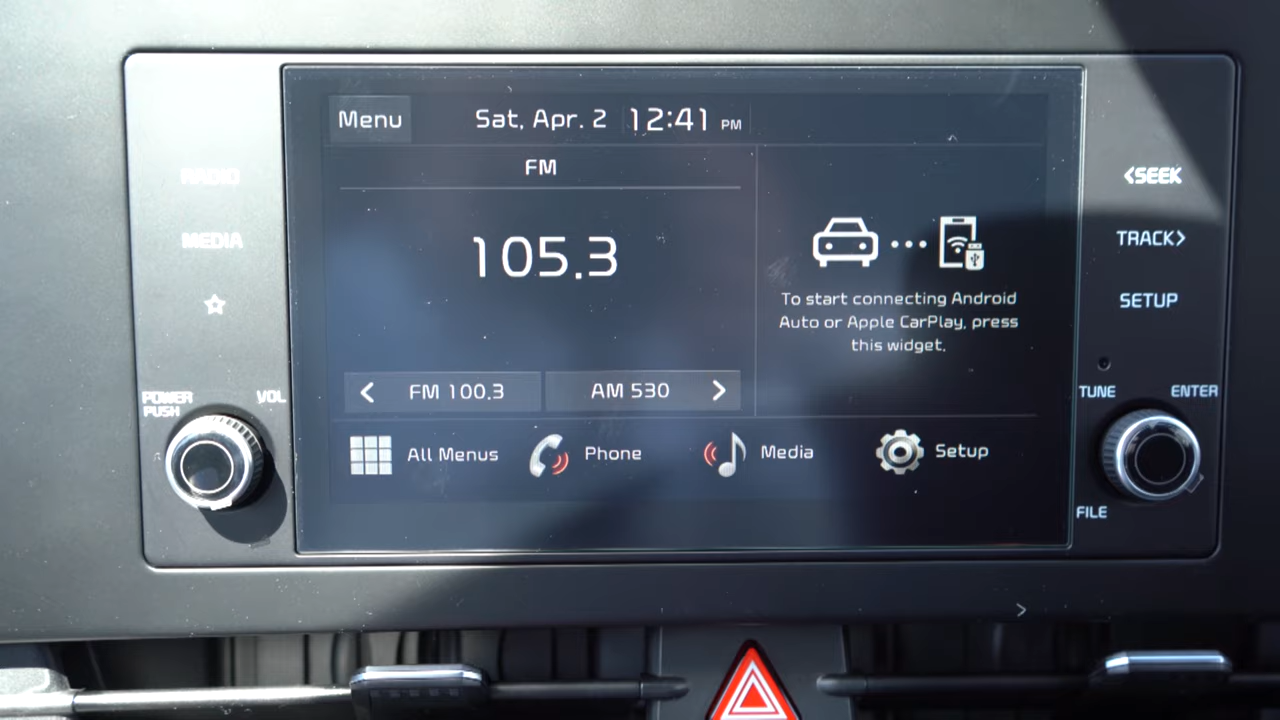 Menu
Sat, Apr. 2 12:41 PM
FM
105.3
To start connecting Android
Auto or Apple CarPlay, press
this widget.
< FM 100.3
AM 530 >
All Menus
Phone
Media
Setup
RADIO
MEDIA
POWER
PUSH
VOL
<SEEK
TRACK>
SETUP
TUNE
ENTER
FILE